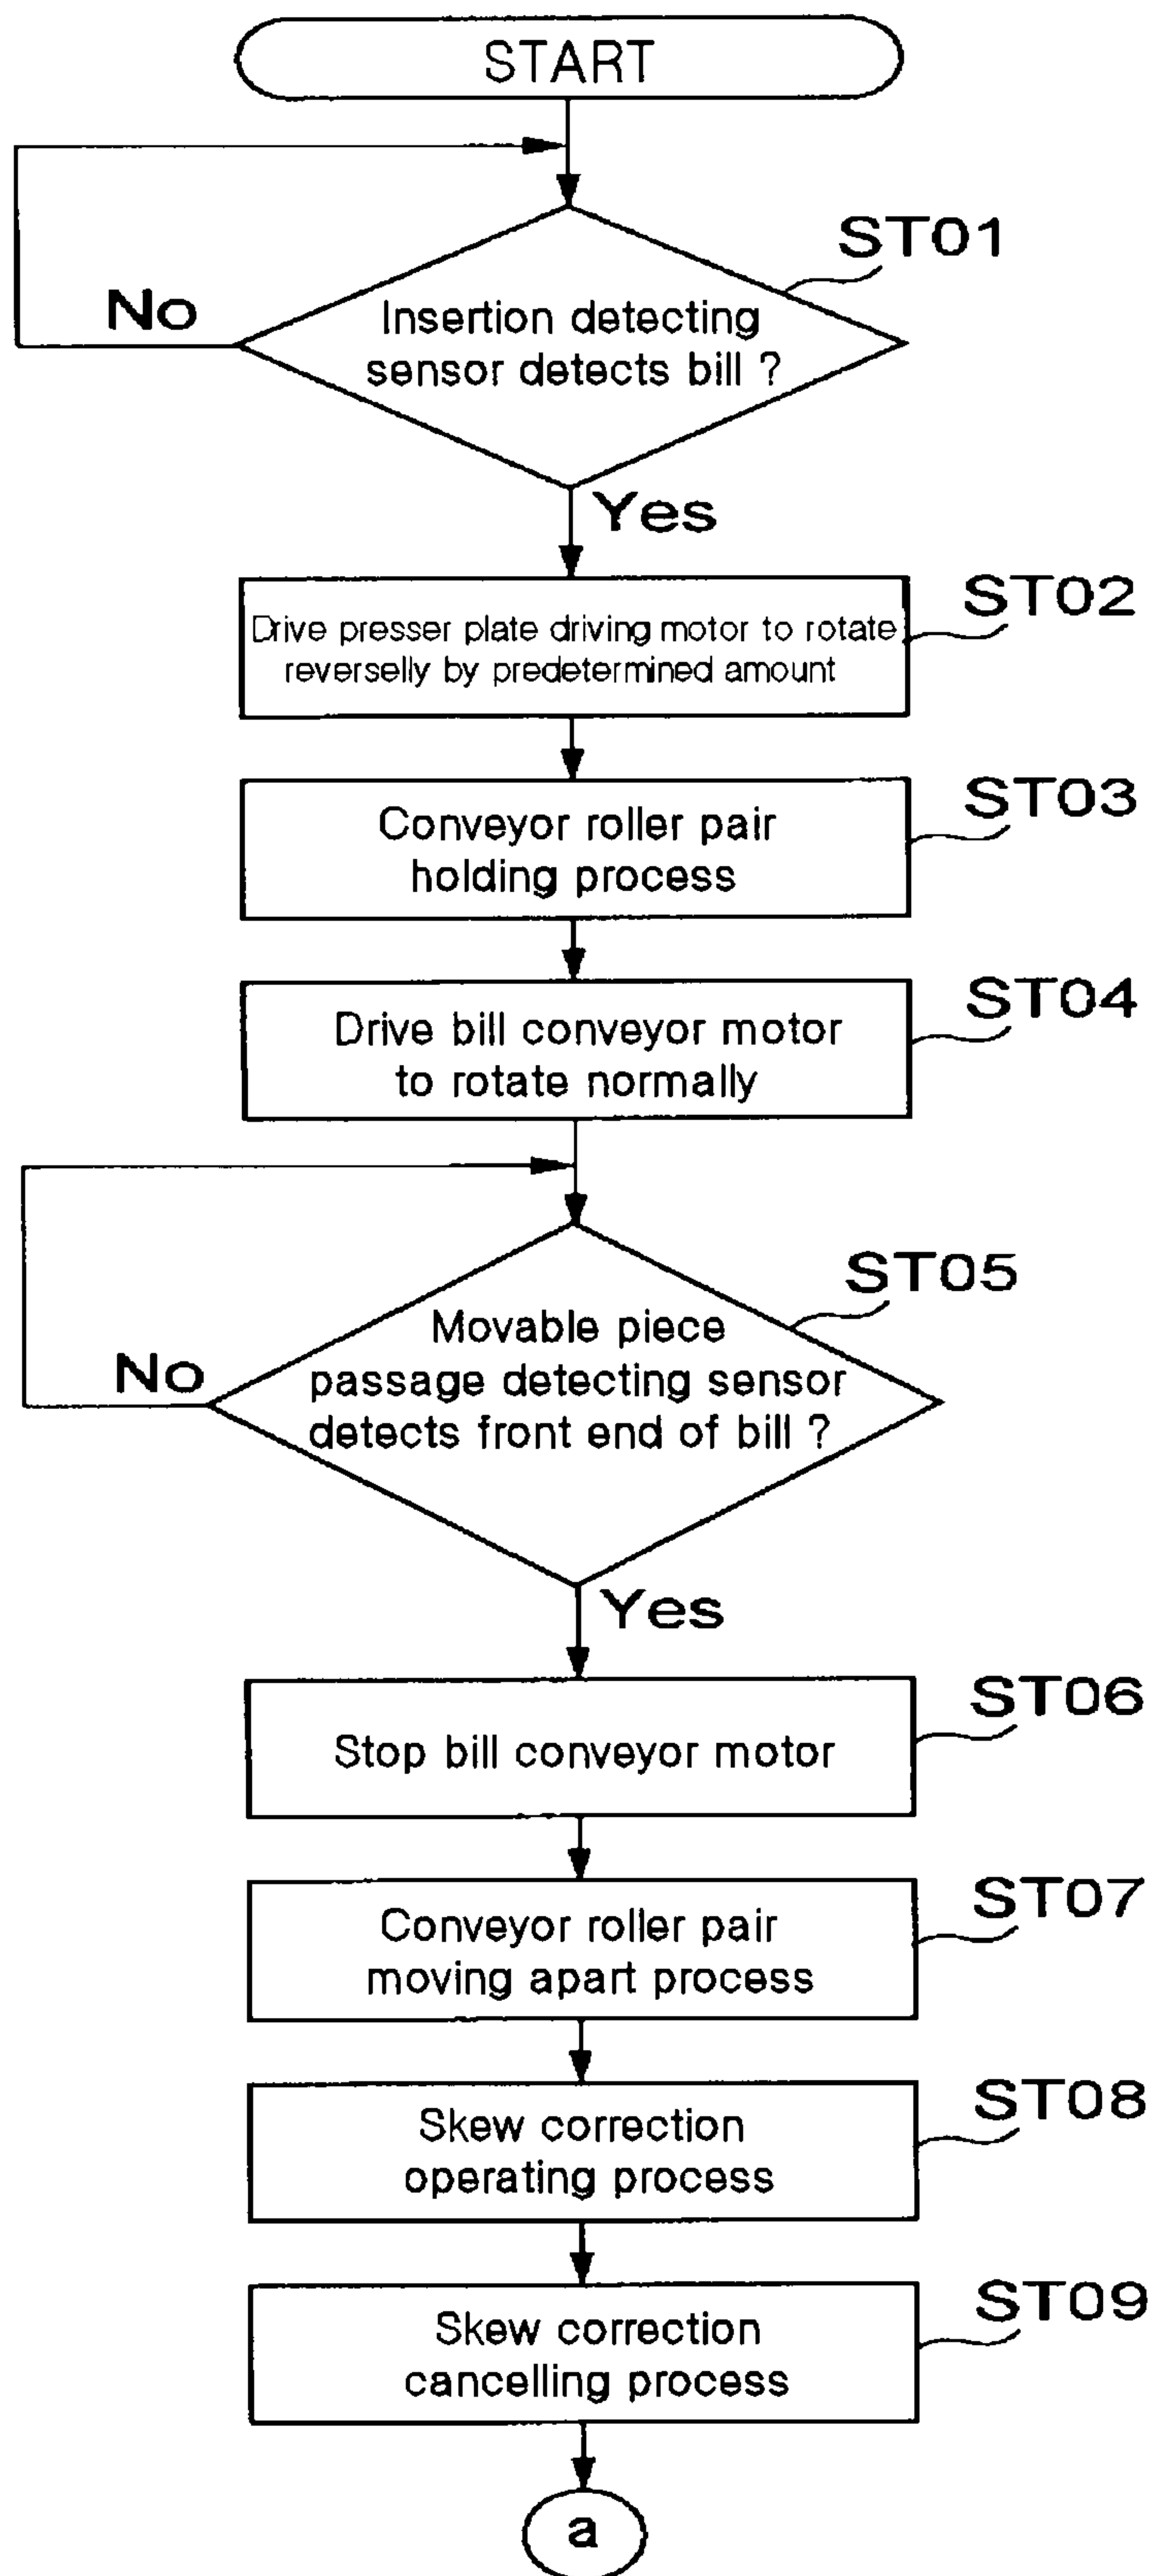 START
ST01
No
Insertion detecting
sensor detects bill ?
Yes
ST02
Drive presser plate driving motor to rotate
reverselly by predetermined amount
ST03
Conveyor roller pair
holding process
ST04
Drive bill conveyor motor
to rotate normally
ST05
Movable piece
No
passage detecting sensor
detects front end of bill ?
Yes
ST06
Stop bill conveyor motor
ST07
Conveyor roller pair
moving apart process
ST08
Skew correction
operating process
ST09
Skew correction
cancelling process
a